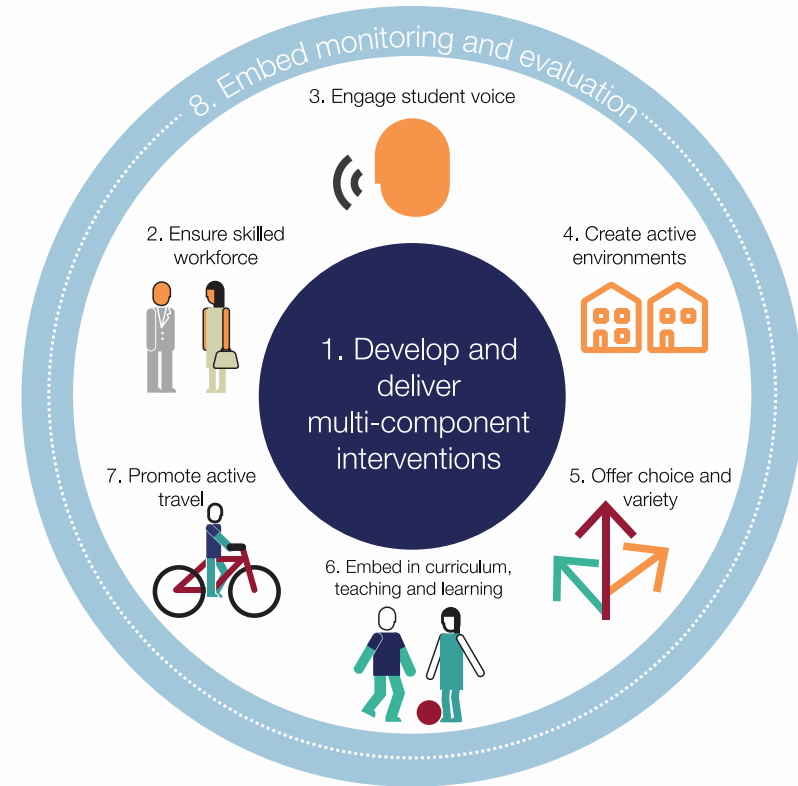 8. Embed monitoring and evaluation
3. Engage student voice
2. Ensure skilled
workforce
4. Create active
environments
1. Develop and
deliver
multi-component
interventions
7. Promote active
travel
5. Offer choice and
variety
6. Embed in curriculum,
teaching and learning